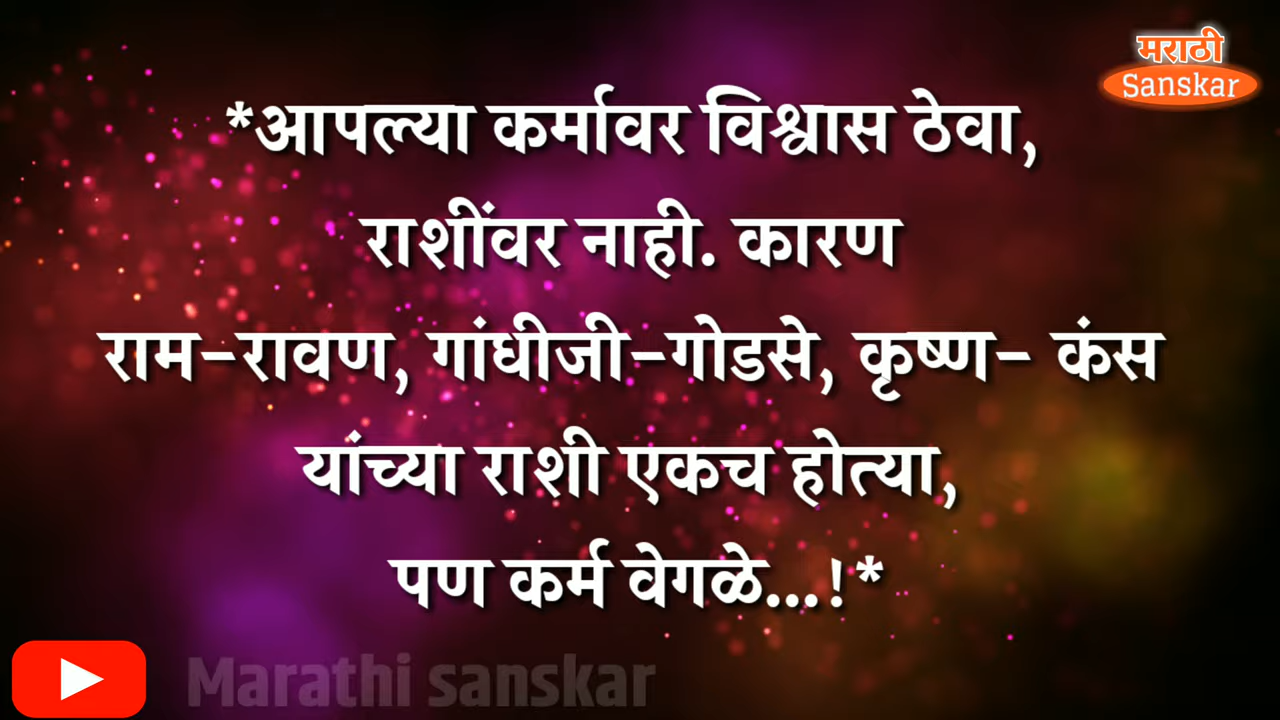 मराठी
Sanskar
*आपल्या कर्मावर विश्वास ठेवा,
राशींवर नाही. कारण
राम-रावण, गांधीजी-गोडसे, कृष्ण- कंस
यांच्या राशी एकच होत्या,
पण कर्म वेगळे...!*
Marathi sanskar